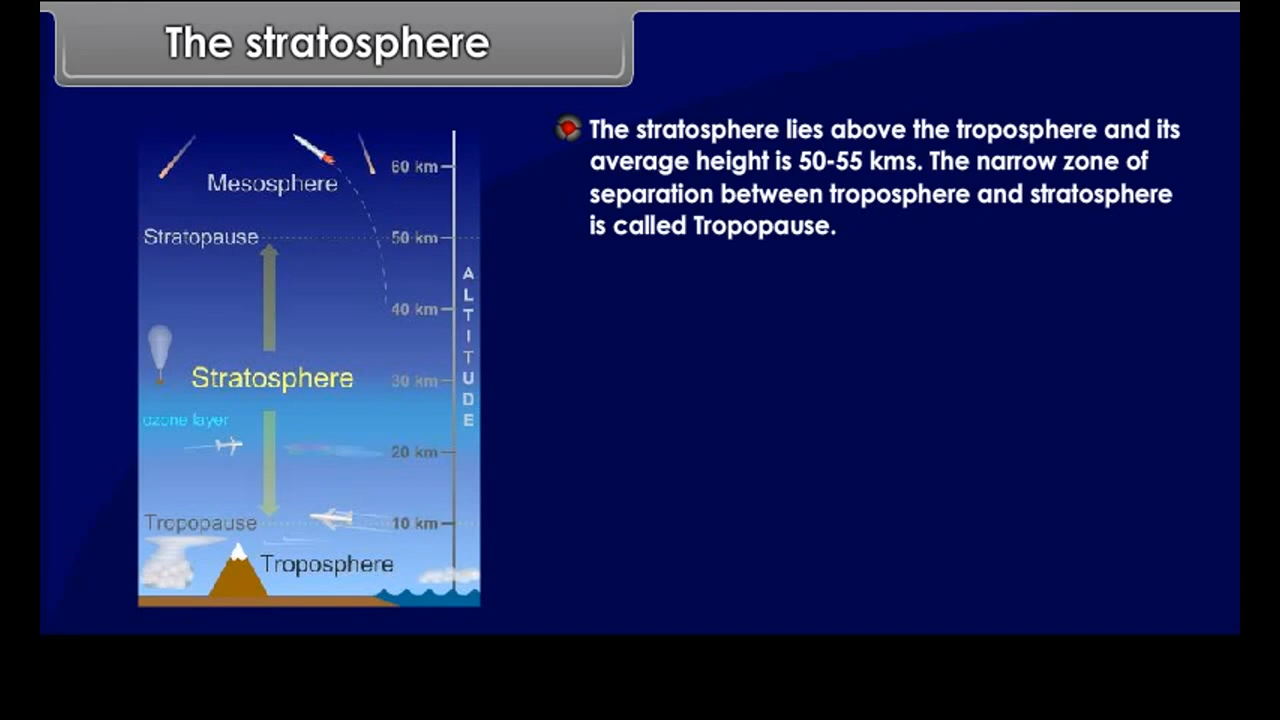 The stratosphere
The stratosphere lies above the troposphere and its
average height is 50-55 kms. The narrow zone of
separation between troposphere and stratosphere
is called Tropopause.
60 km
Mesosphere
Stratopause
50 km
ALTITUDE
40 km
Stratosphere
30 km
ozone layer
20 km
Tropopause
10 km
Troposphere